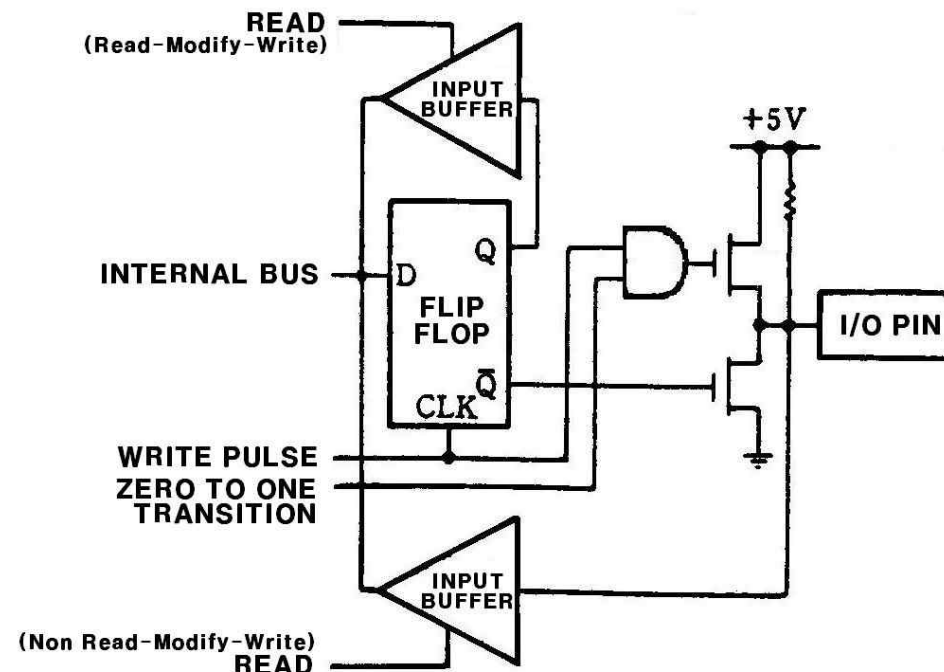 READ
(Read-Modify-Write)
INPUT
BUFFER
+5V
Q
INTERNAL BUS
D
FLIP
FLOP
I/O PIN
Q̅
CLK
WRITE PULSE
ZERO TO ONE
TRANSITION
INPUT
BUFFER
(Non Read-Modify-Write)
READ